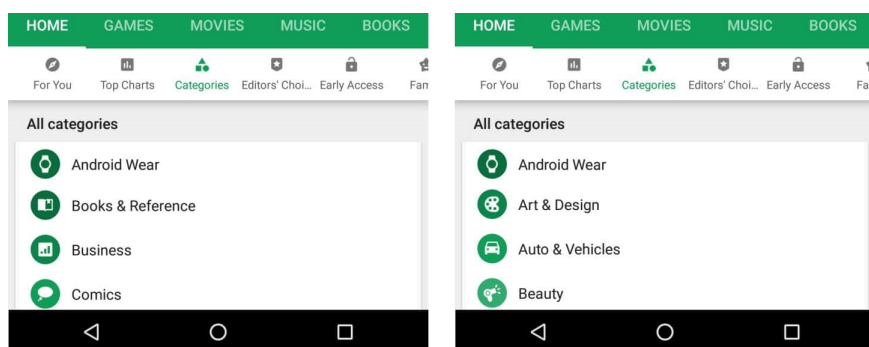 HOME GAMES MOVIES MUSIC BOOKS
For You Top Charts Categories Editors' Choi... Early Access Fam
All categories
Android Wear
Books & Reference
Business
Comics
HOME GAMES MOVIES MUSIC BOOKS
For You Top Charts Categories Editors' Choi... Early Access Fa
All categories
Android Wear
Art & Design
Auto & Vehicles
Beauty